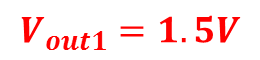 V_out1 = 1.5V